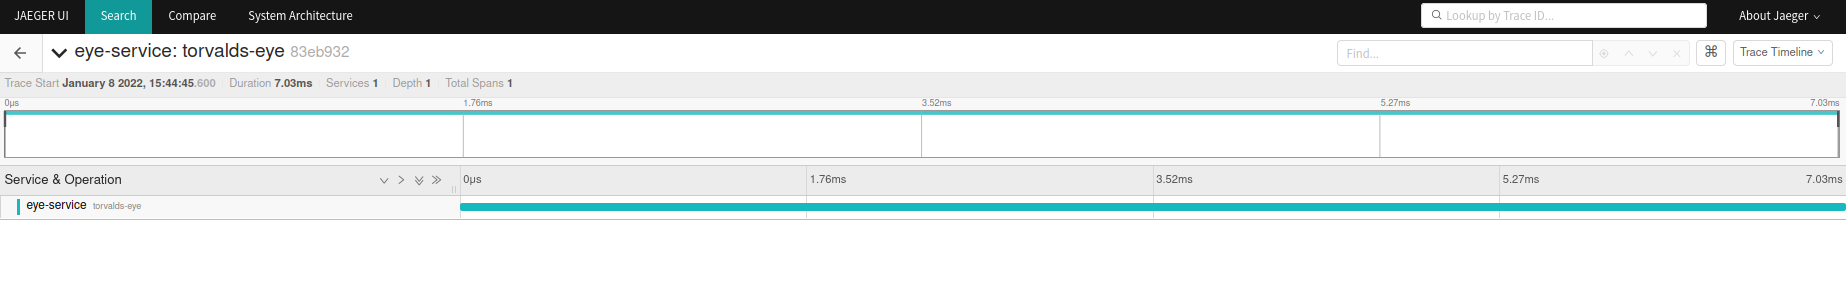 JAEGER UI Search Compare System Architecture Lookup by Trace ID... About Jaeger
eye-service: torvalds-eye 83eb932 Find... ⌘ Trace Timeline
Trace Start January 8 2022, 15:44:45.600 Duration 7.03ms Services 1 Depth 1 Total Spans 1
0μs 1.76ms 3.52ms 5.27ms 7.03ms
Service & Operation 0μs 1.76ms 3.52ms 5.27ms 7.03ms
eye-service torvalds-eye